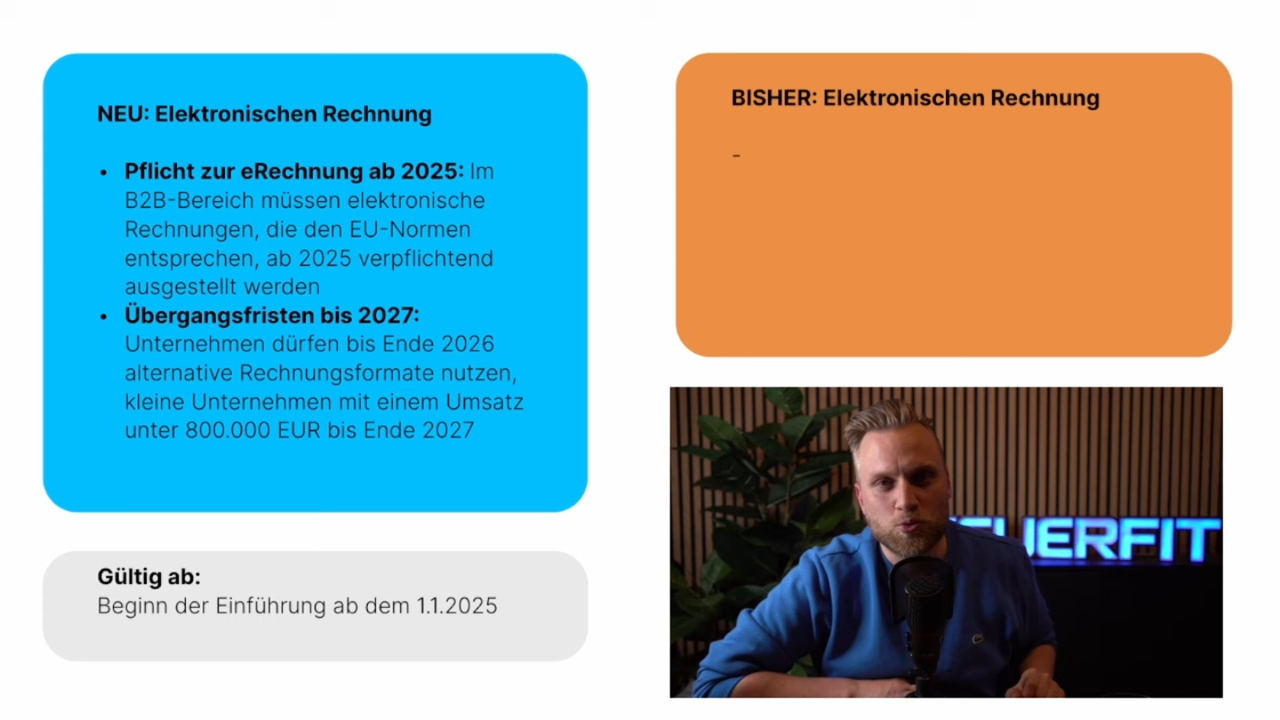 NEU: Elektronischen Rechnung
• Pflicht zur eRechnung ab 2025: Im
B2B-Bereich müssen elektronische
Rechnungen, die den EU-Normen
entsprechen, ab 2025 verpflichtend
ausgestellt werden
• Übergangsfristen bis 2027:
Unternehmen dürfen bis Ende 2026
alternative Rechnungsformate nutzen,
kleine Unternehmen mit einem Umsatz
unter 800.000 EUR bis Ende 2027
Gültig ab:
Beginn der Einführung ab dem 1.1.2025
BISHER: Elektronischen Rechnung
-
EUERFIT